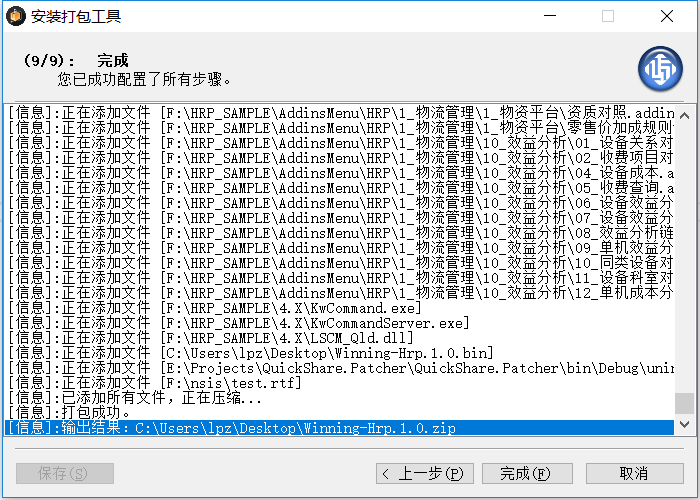 安装打包工具
(9/9): 完成
您已成功配置了所有步骤。
[信息]:正在添加文件 [F:\HRP_SAMPLE\AddinsMenu\HRP\1_物流管理\1_物资平台\资质对照.addin
[信息]:正在添加文件 [F:\HRP_SAMPLE\AddinsMenu\HRP\1_物流管理\1_物资平台\零售价加成规则
[信息]:正在添加文件 [F:\HRP_SAMPLE\AddinsMenu\HRP\1_物流管理\10_效益分析\01_设备关系对
[信息]:正在添加文件 [F:\HRP_SAMPLE\AddinsMenu\HRP\1_物流管理\10_效益分析\02_收费项目对
[信息]:正在添加文件 [F:\HRP_SAMPLE\AddinsMenu\HRP\1_物流管理\10_效益分析\04_设备成本.a
[信息]:正在添加文件 [F:\HRP_SAMPLE\AddinsMenu\HRP\1_物流管理\10_效益分析\05_收费查询.a
[信息]:正在添加文件 [F:\HRP_SAMPLE\AddinsMenu\HRP\1_物流管理\10_效益分析\06_设备效益分
[信息]:正在添加文件 [F:\HRP_SAMPLE\AddinsMenu\HRP\1_物流管理\10_效益分析\07_设备效益分
[信息]:正在添加文件 [F:\HRP_SAMPLE\AddinsMenu\HRP\1_物流管理\10_效益分析\08_效益分析链
[信息]:正在添加文件 [F:\HRP_SAMPLE\AddinsMenu\HRP\1_物流管理\10_效益分析\09_单机效益分
[信息]:正在添加文件 [F:\HRP_SAMPLE\AddinsMenu\HRP\1_物流管理\10_效益分析\10_同类设备对
[信息]:正在添加文件 [F:\HRP_SAMPLE\AddinsMenu\HRP\1_物流管理\10_效益分析\11_设备科室对
[信息]:正在添加文件 [F:\HRP_SAMPLE\AddinsMenu\HRP\1_物流管理\10_效益分析\12_单机成本分
[信息]:正在添加文件 [F:\HRP_SAMPLE\4.X\KwCommand.exe]
[信息]:正在添加文件 [F:\HRP_SAMPLE\4.X\KwCommandServer.exe]
[信息]:正在添加文件 [F:\HRP_SAMPLE\4.X\LSCM_Qld.dll]
[信息]:正在添加文件 [C:\Users\lpz\Desktop\Winning-Hrp.1.0.bin]
[信息]:正在添加文件 [E:\Projects\QuickShare.Patcher\QuickShare.Patcher\bin\Debug\unin
[信息]:正在添加文件 [F:\nsis\test.rtf]
[信息]:已添加所有文件，正在压缩...
[信息]:打包成功。
[信息]:输出结果：C:\Users\lpz\Desktop\Winning-Hrp.1.0.zip
保存(S)
< 上一步(P)
完成(F)
取消